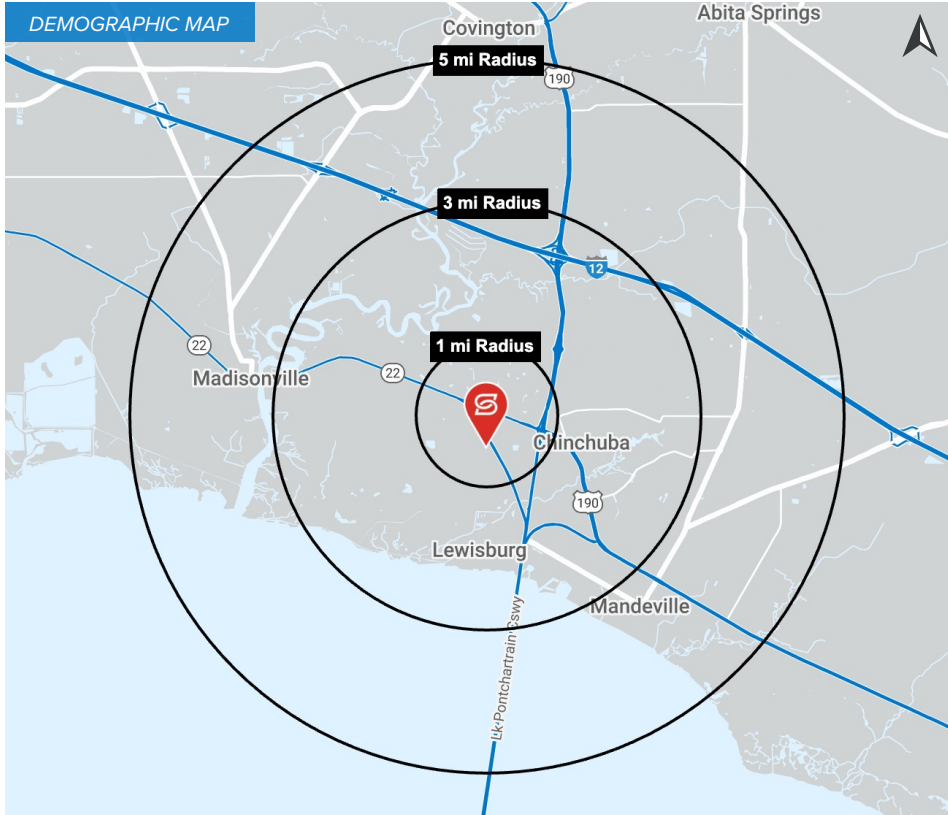 DEMOGRAPHIC MAP
Abita Springs
Covington
5 mi Radius
190
3 mi Radius
12
1 mi Radius
22
22
Madisonville
Chinchuba
190
Lewisburg
Mandeville
Lk Pontchartrain Cswy